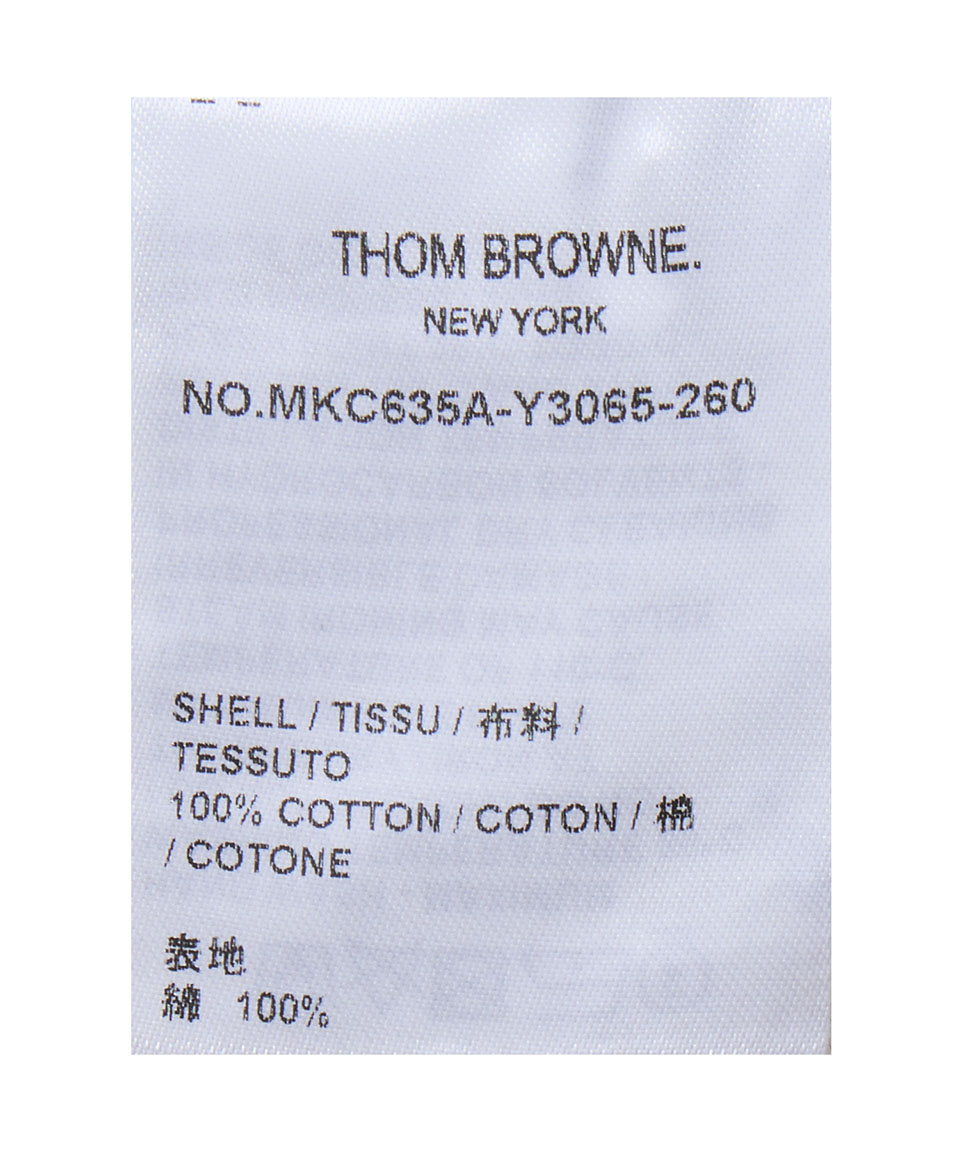 THOM BROWNE.
NEW YORK
NO.MKC635A-Y3065-260
SHELL / TISSU / 布料 /
TESSUTO
100% COTTON / COTON / 棉
/ COTONE
表地
綿 100%